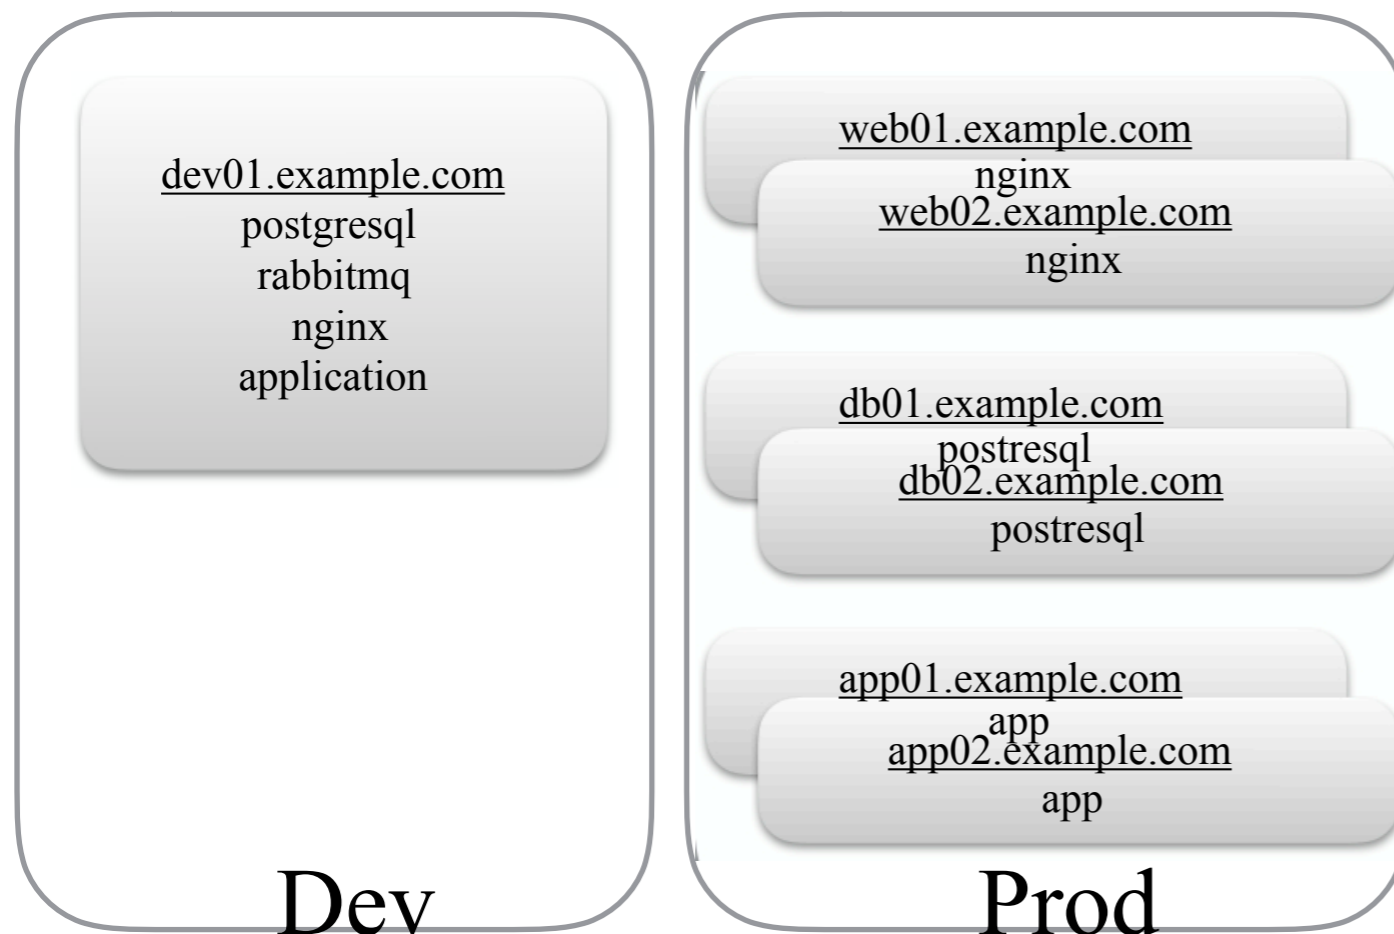 dev01.example.com
postgresql
rabbitmq
nginx
application
Dev
web01.example.com
nginx
web02.example.com
nginx
db01.example.com
postresql
db02.example.com
postresql
app01.example.com
app
app02.example.com
app
Prod